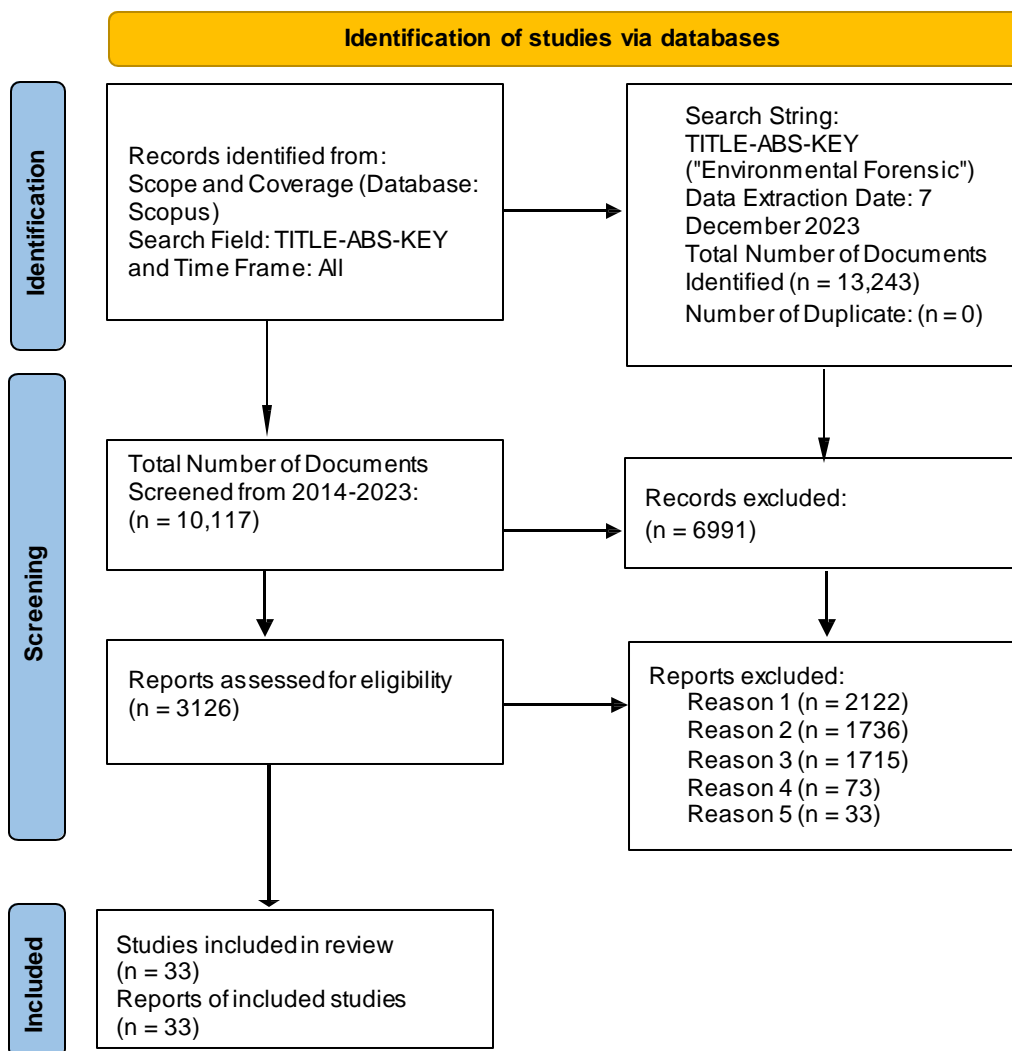 Identification of studies via databases
Identification
Records identified from:
Scope and Coverage (Database:
Scopus)
Search Field: TITLE-ABS-KEY
and Time Frame: All
Search String:
TITLE-ABS-KEY
("Environmental Forensic")
Data Extraction Date: 7
December 2023
Total Number of Documents
Identified (n = 13,243)
Number of Duplicate: (n = 0)
Screening
Total Number of Documents
Screened from 2014-2023:
(n = 10,117)
Records excluded:
(n = 6991)
Reports assessed for eligibility
(n = 3126)
Reports excluded:
Reason 1 (n = 2122)
Reason 2 (n = 1736)
Reason 3 (n = 1715)
Reason 4 (n = 73)
Reason 5 (n = 33)
Included
Studies included in review
(n = 33)
Reports of included studies
(n = 33)